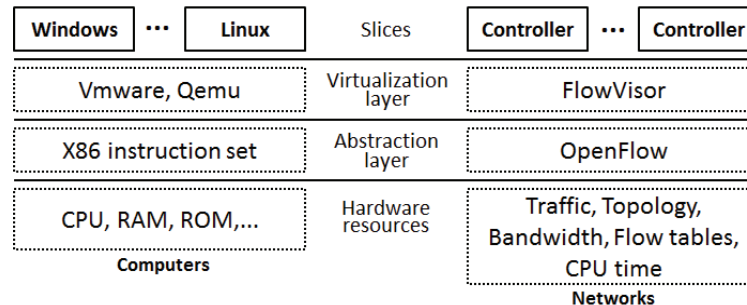 Windows ... Linux Slices Controller ... Controller
Vmware, Qemu Virtualization layer FlowVisor
X86 instruction set Abstraction layer OpenFlow
CPU, RAM, ROM,... Hardware resources Traffic, Topology,
Bandwidth, Flow tables,
CPU time
Computers
Networks